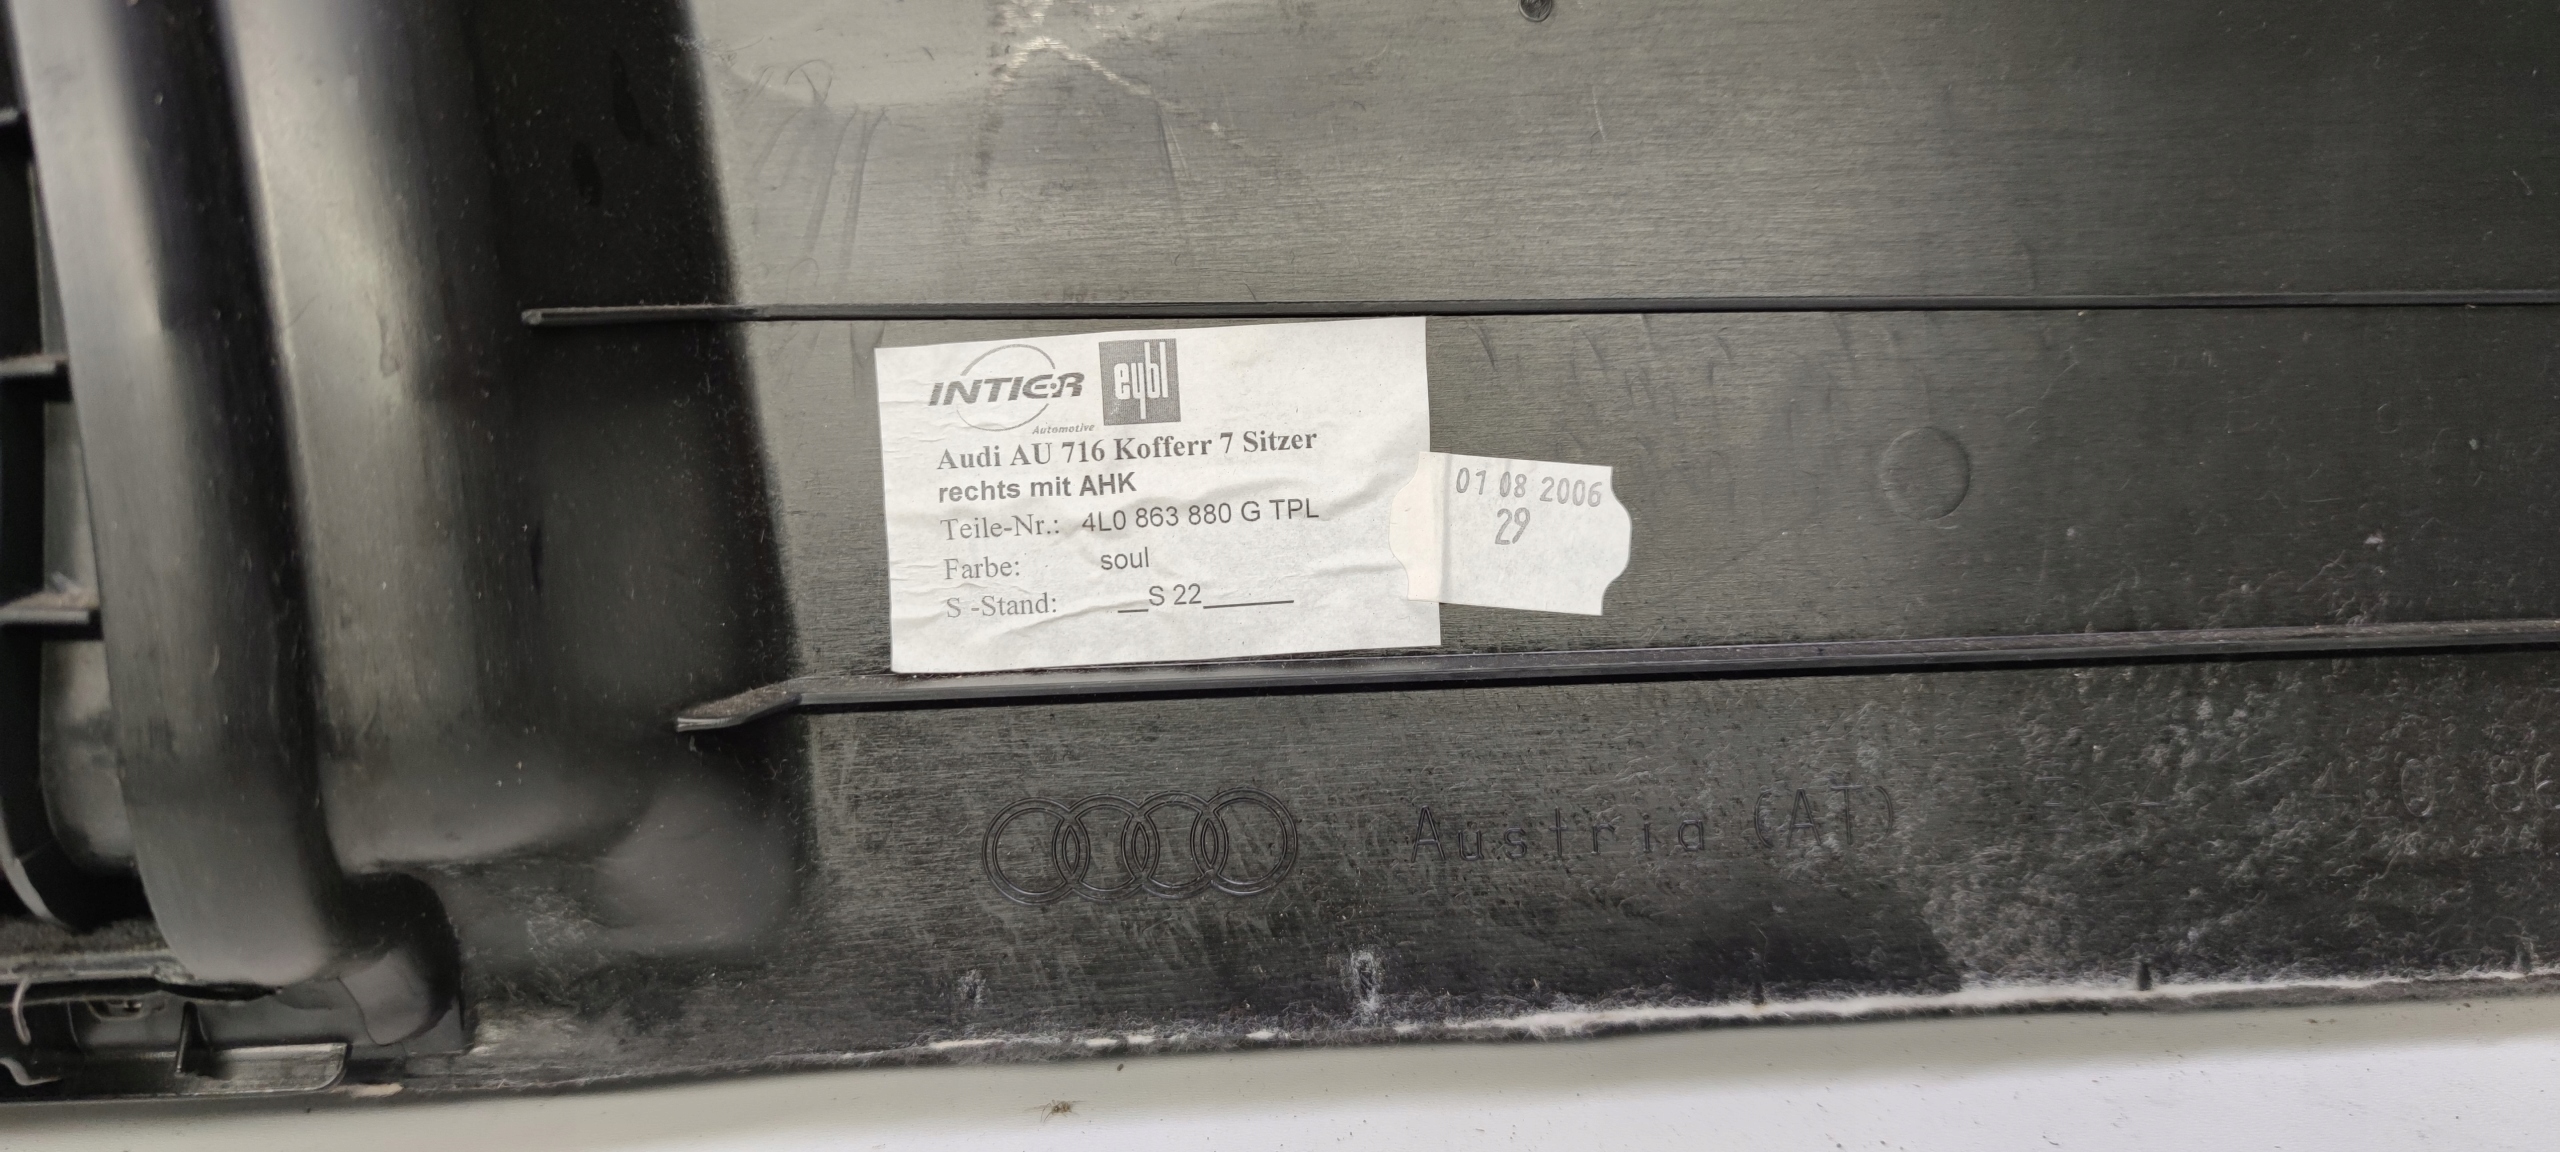 INTIER
Automotive
eybl
Audi AU 716 Kofferr 7 Sitzer
rechts mit AHK
Teile-Nr.: 4L0 863 880 G TPL
Farbe: soul
S -Stand: __S 22______
01 08 2006
29
Austria (AT)